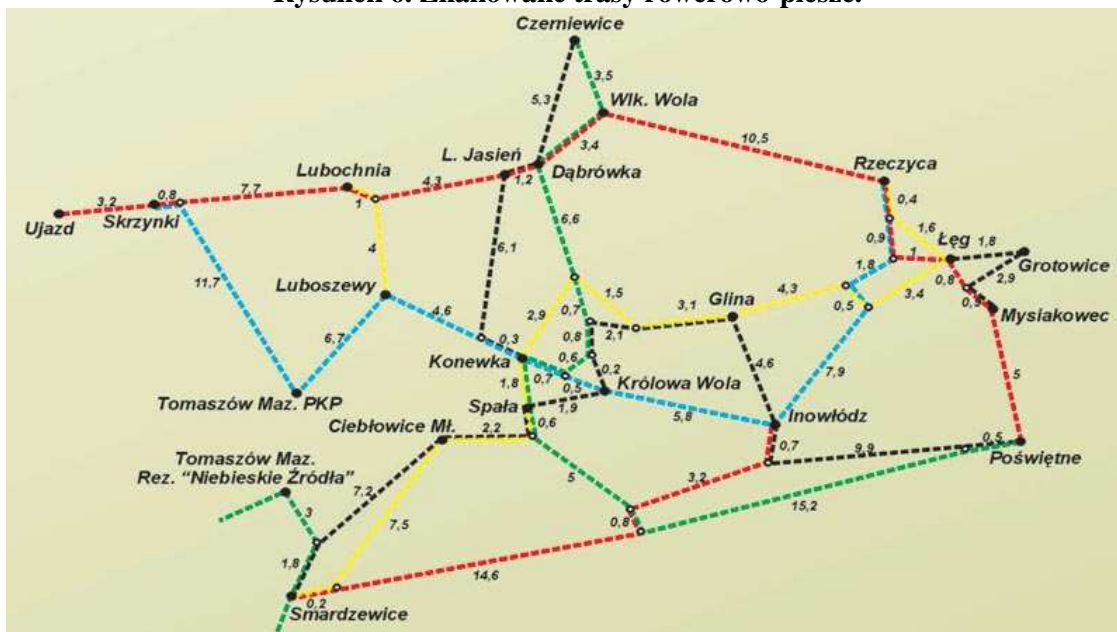 Rysunek 6. Znakowane trasy rowerowo-piesze.
Czerniewice
3,5
5,3
Wlk. Wola
3,4
10,5
L. Jasień
1,2
Dąbrówka
Rzeczyca
Lubochnia
4,3
7,7
0,8
3,2
Ujazd
Skrzynki
1
6,6
0,4
1,6
Łęg
1,8
Grotowice
0,9
1
4
6,1
11,7
Luboszewy
1,8
0,8
2,9
0,9
Mysiakowec
4,3
Glina
0,5
3,4
1,5
3,1
0,7
2,9
4,6
0,3
0,8
2,1
6,7
Konewka
0,6
0,2
4,6
7,9
5
1,8
0,7
0,5
Królowa Wola
Tomaszów Maz. PKP
Spała
1,9
5,8
Inowłódz
Ciebłowice Mł.
2,2
0,6
0,7
9,9
0,5
Poświętne
Tomaszów Maz.
Rez. "Niebieskie Źródła"
7,2
5
3,2
3
7,5
0,8
15,2
1,8
14,6
0,2
Smardzewice